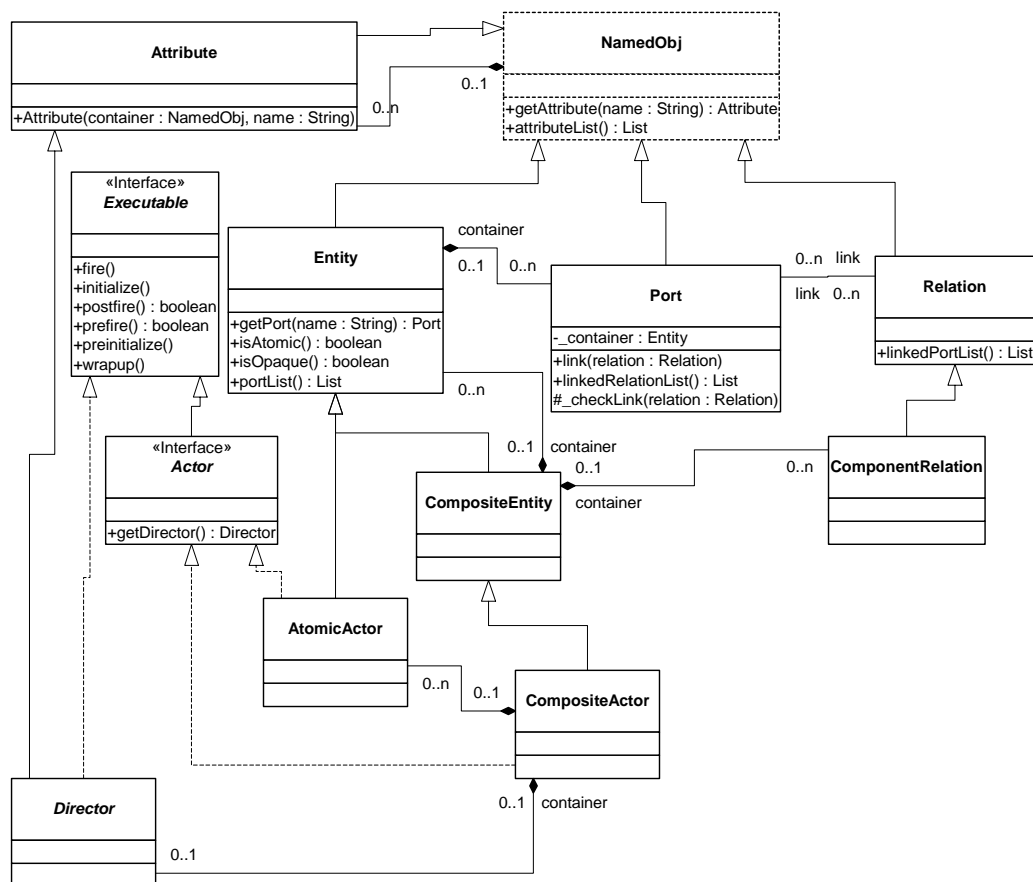 Attribute
+Attribute(container : NamedObj, name : String)
NamedObj
+getAttribute(name : String) : Attribute
+attributeList() : List
0..1
0..n
«Interface»
Executable
+fire()
+initialize()
+postfire() : boolean
+prefire() : boolean
+preinitialize()
+wrapup()
Entity
+getPort(name : String) : Port
+isAtomic() : boolean
+isOpaque() : boolean
+portList() : List
container
0..1
0..n
Port
-_container : Entity
+link(relation : Relation)
+linkedRelationList() : List
#_checkLink(relation : Relation)
0..n
link
link
0..n
Relation
+linkedPortList() : List
«Interface»
Actor
+getDirector() : Director
0..n
0..1
container
CompositeEntity
0..1
container
0..n
ComponentRelation
AtomicActor
0..n
0..1
CompositeActor
0..1
container
Director
0..1